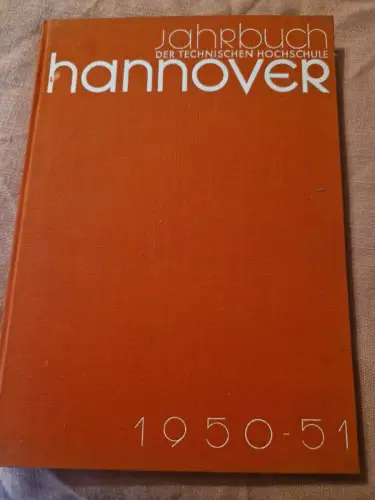 Jahrbuch
DER TECHNISCHEN HOCHSCHULE
hannover
1950-51